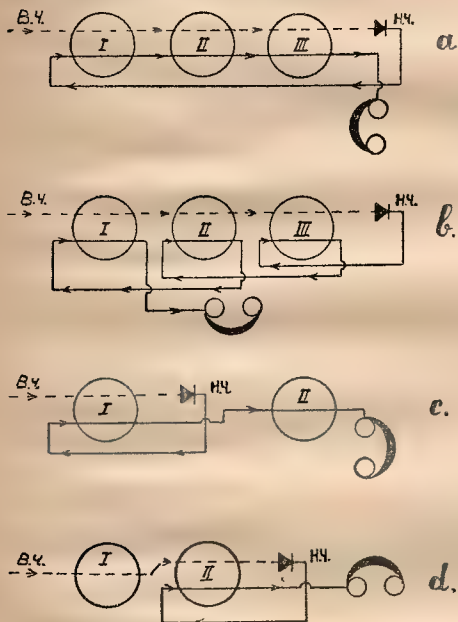 В.Ч. I II III Н.Ч. a
В.Ч. I II III Н.Ч. b.
В.Ч. I Н.Ч. II c.
В.Ч. I II Н.Ч. d.